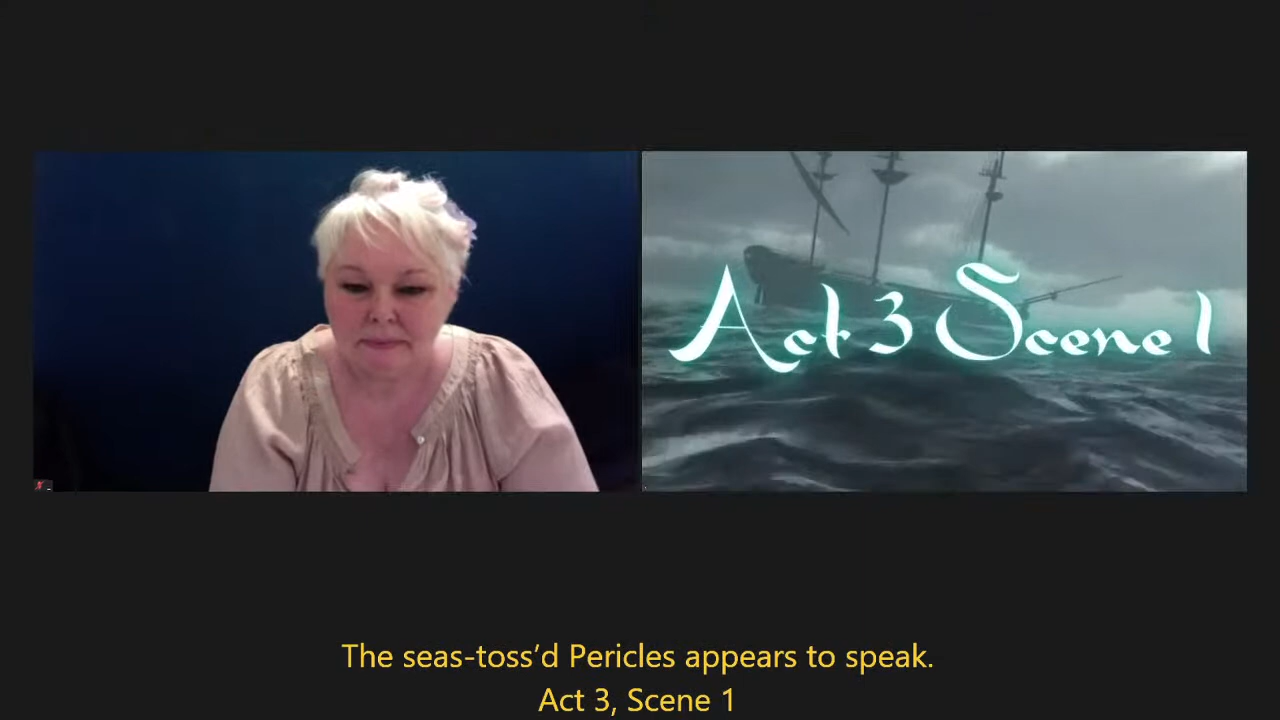 Act 3 Scene 1
The seas-toss’d Pericles appears to speak.
Act 3, Scene 1